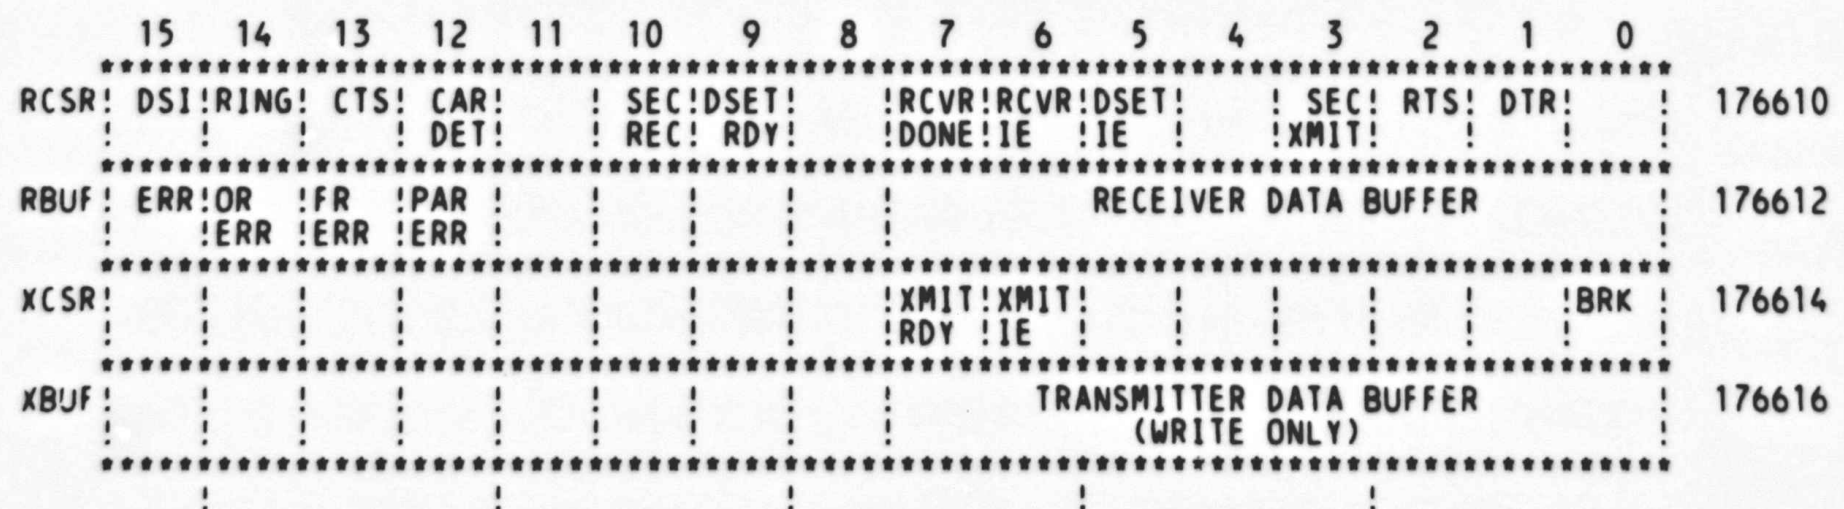 15 14 13 12 11 10 9 8 7 6 5 4 3 2 1 0
RCSR DSI RING CTS CAR SEC DSET RCVR RCVR DSET SEC RTS DTR 176610
DET REC RDY DONE IE IE XMIT
RBUF ERR OR FR PAR RECEIVER DATA BUFFER 176612
ERR ERR ERR
XCSR XMIT XMIT BRK 176614
RDY IE
XBUF TRANSMITTER DATA BUFFER 176616
(WRITE ONLY)